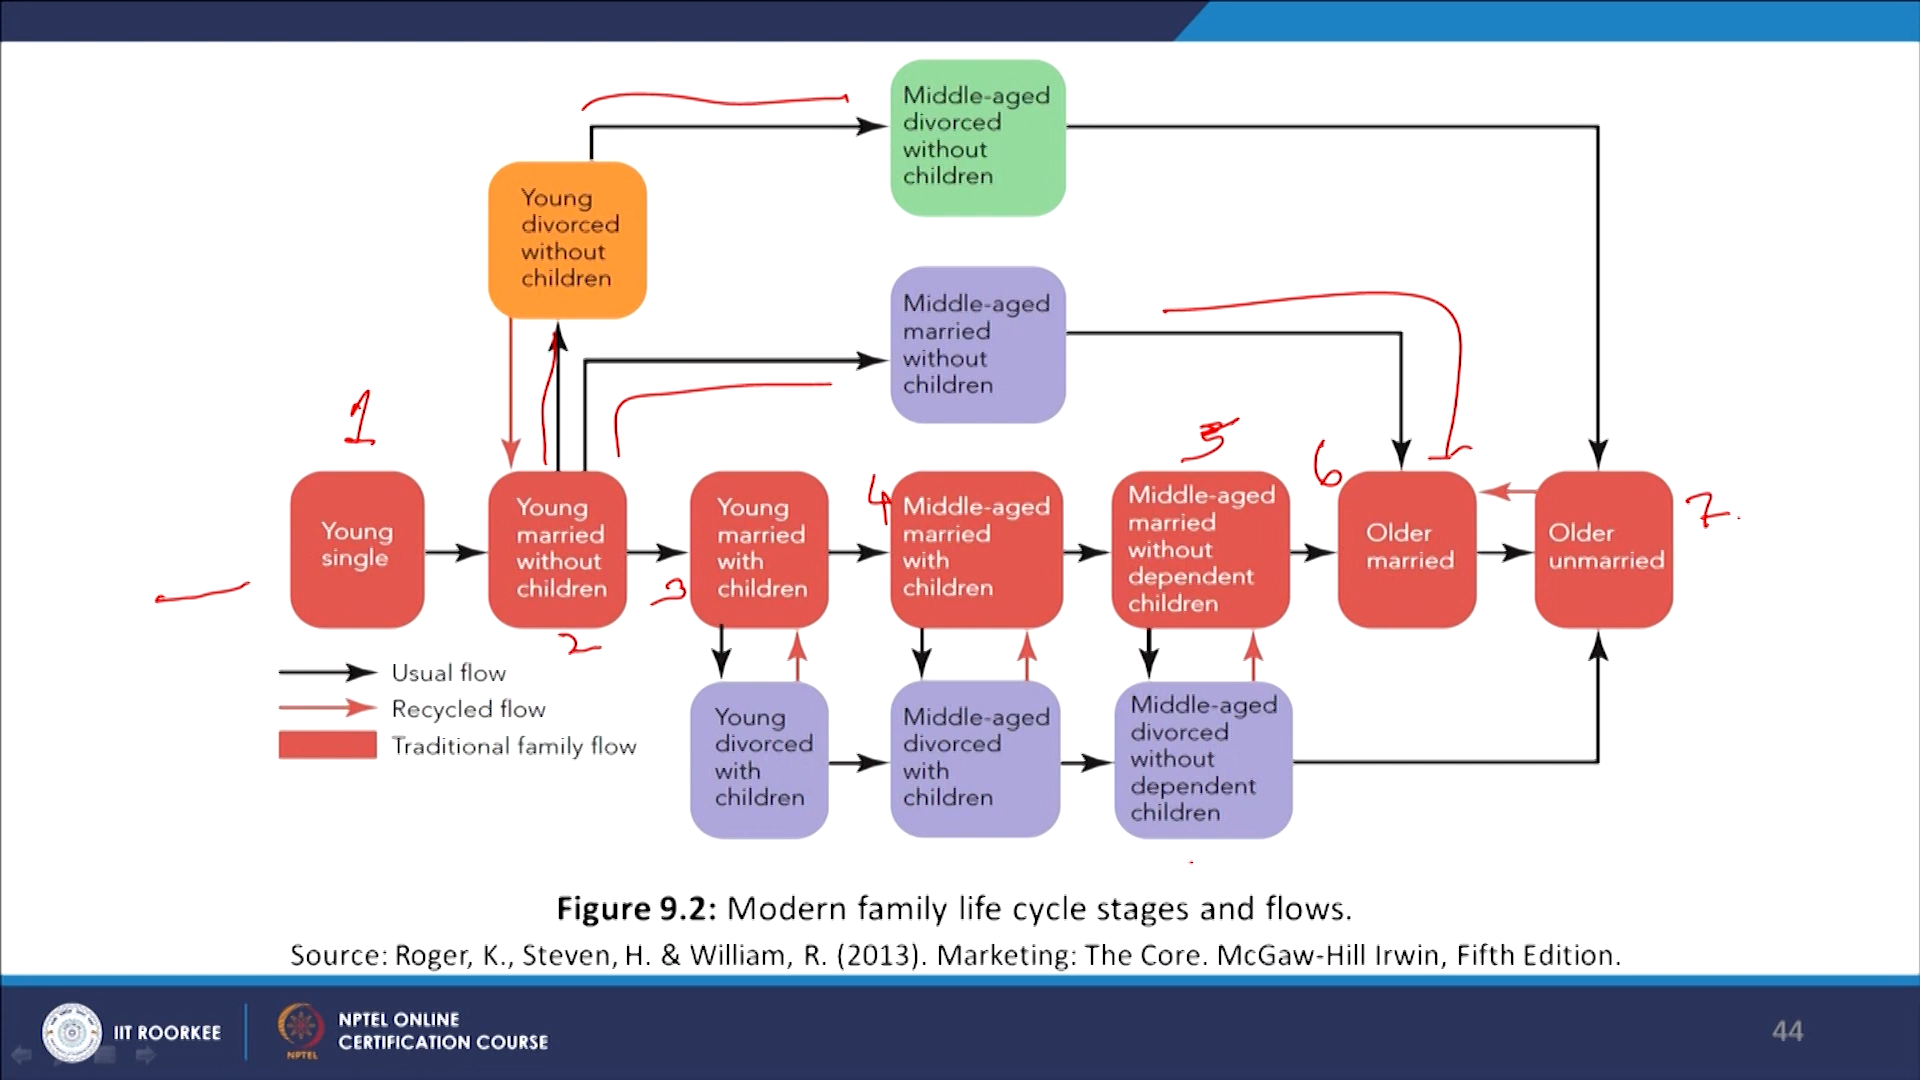 Middle-aged
divorced
without
children
Young
divorced
without
children
Middle-aged
married
without
children
1
Young
single
Young
married
without
children
2
3
Young
married
with
children
4
Middle-aged
married
with
children
5
Middle-aged
married
without
dependent
children
6
Older
married
Older
unmarried
7.
Usual flow
Recycled flow
Traditional family flow
Young
divorced
with
children
Middle-aged
divorced
with
children
Middle-aged
divorced
without
dependent
children
Figure 9.2: Modern family life cycle stages and flows.
Source: Roger, K., Steven, H. & William, R. (2013). Marketing: The Core. McGaw-Hill Irwin, Fifth Edition.
IIT ROORKEE
NPTEL
NPTEL ONLINE
CERTIFICATION COURSE
44